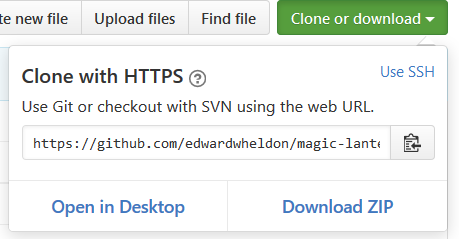 te new file Upload files Find file Clone or download
Clone with HTTPS ? Use SSH
Use Git or checkout with SVN using the web URL.
https://github.com/edwardwheldon/magic-lante
Open in Desktop Download ZIP